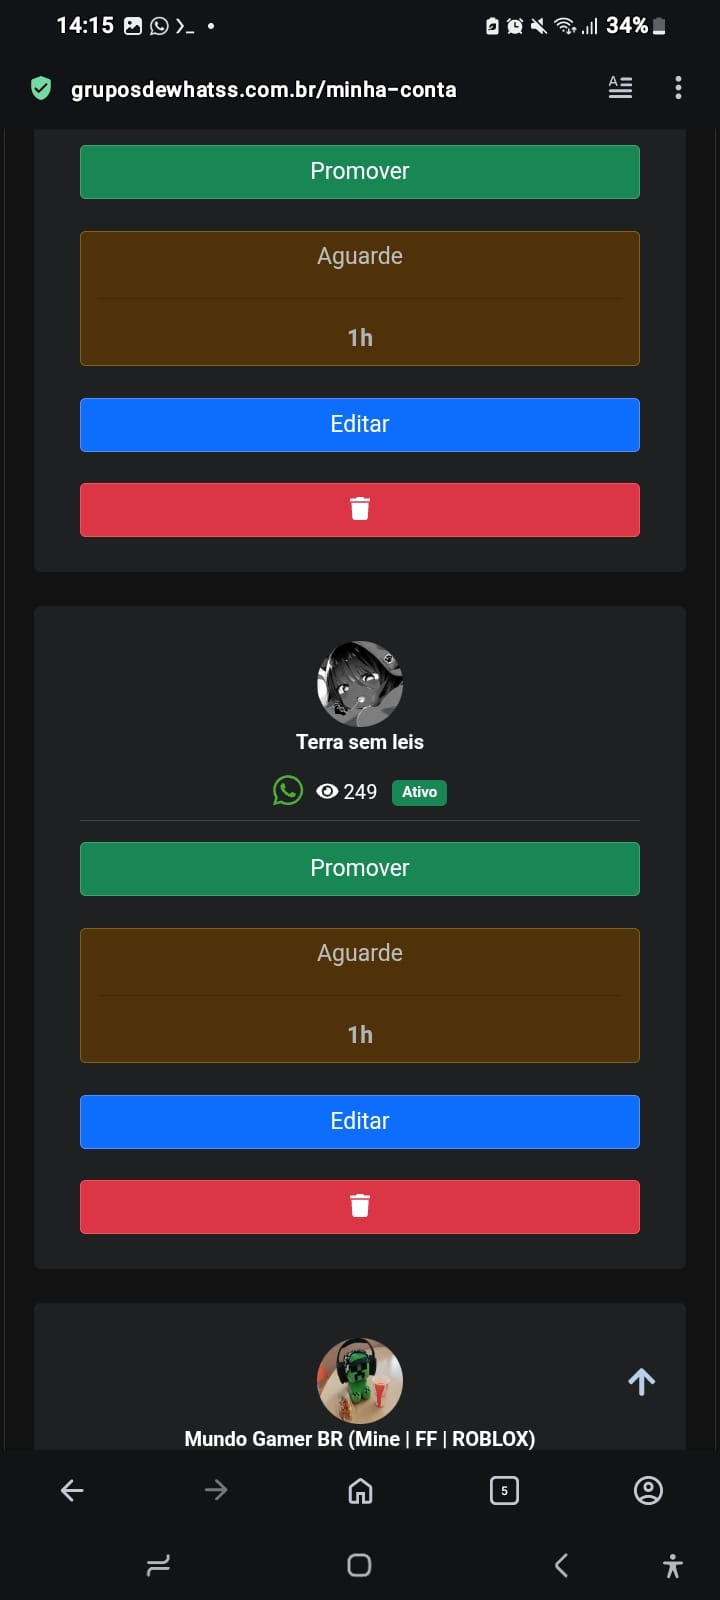 14:15
34%
gruposdewhatss.com.br/minha-conta
Promover
Aguarde
1h
Editar
Terra sem leis
249 Ativo
Promover
Aguarde
1h
Editar
Mundo Gamer BR (Mine | FF | ROBLOX)
5